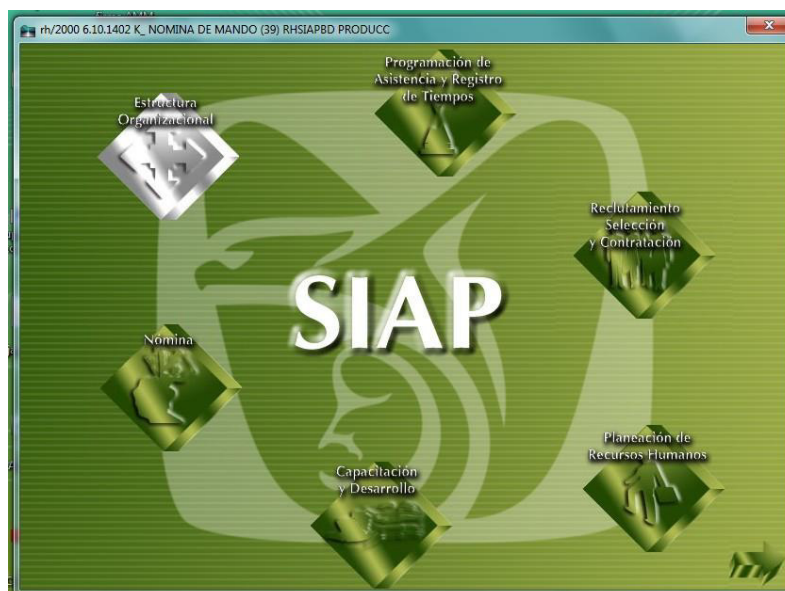 rh/2000 6.10.1402 K_ NOMINA DE MANDO (39) RHSIAPBD PRODUCC
Programación de
Asistencia y Registro
de Tiempos
Estructura
Organizacional
Reclutamiento
Selección
y Contratación
SIAP
Nómina
Planeación de
Recursos Humanos
Capacitación
y Desarrollo